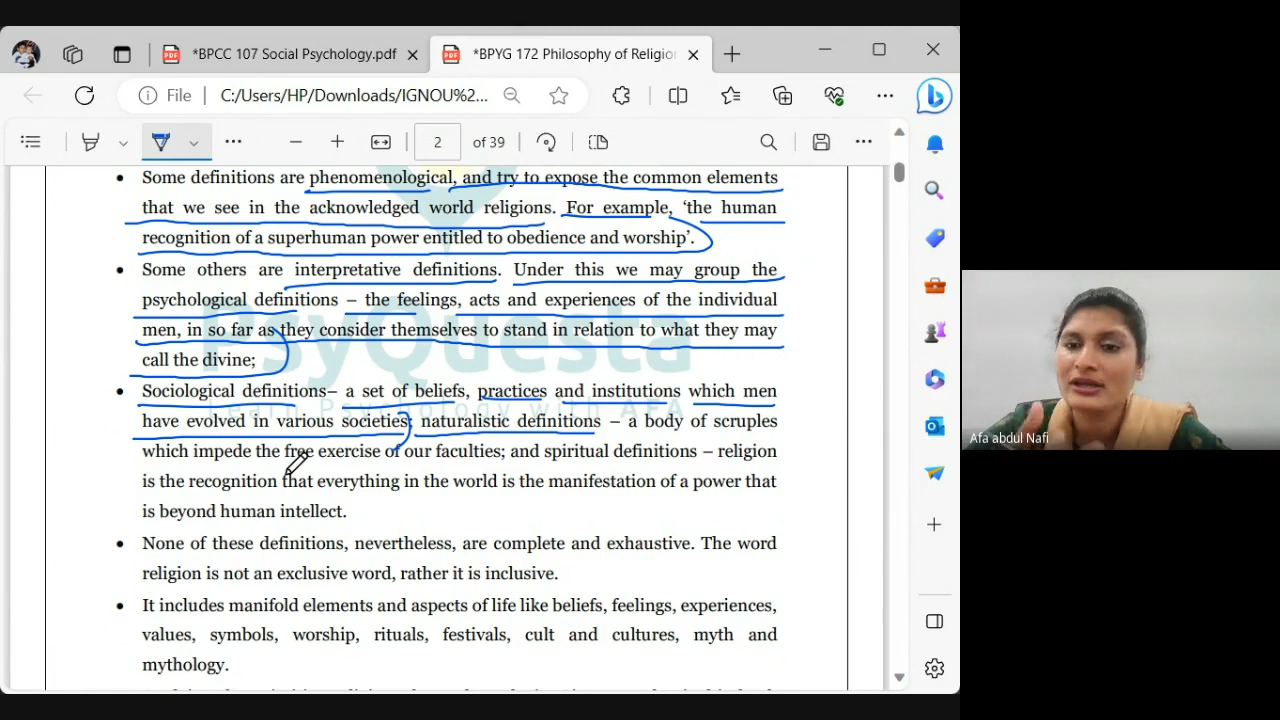 *BPCC 107 Social Psychology.pdf
*BPYG 172 Philosophy of Religio
File
C:/Users/HP/Downloads/IGNOU%2...
2 of 39
Some definitions are phenomenological, and try to expose the common elements
that we see in the acknowledged world religions. For example, ‘the human
recognition of a superhuman power entitled to obedience and worship’.
Some others are interpretative definitions. Under this we may group the
psychological definitions – the feelings, acts and experiences of the individual
men, in so far as they consider themselves to stand in relation to what they may
call the divine;
Sociological definitions– a set of beliefs, practices and institutions which men
have evolved in various societies; naturalistic definitions – a body of scruples
which impede the free exercise of our faculties; and spiritual definitions – religion
is the recognition that everything in the world is the manifestation of a power that
is beyond human intellect.
None of these definitions, nevertheless, are complete and exhaustive. The word
religion is not an exclusive word, rather it is inclusive.
It includes manifold elements and aspects of life like beliefs, feelings, experiences,
values, symbols, worship, rituals, festivals, cult and cultures, myth and
mythology.
PsyQuesta
Learn Psychology with AFA
Afa abdul Nafi